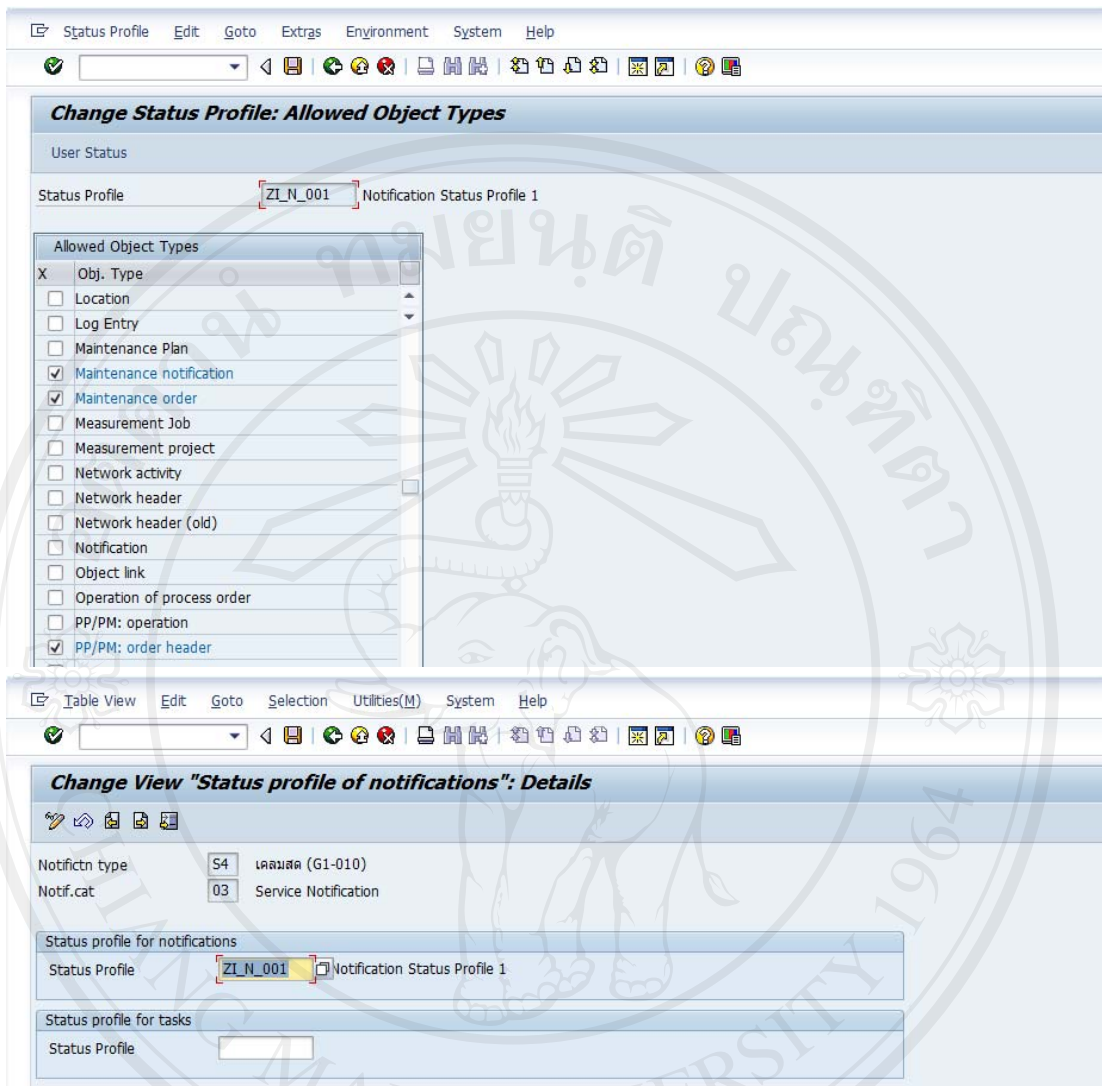 Status Profile Edit Goto Extras Environment System Help
Change Status Profile: Allowed Object Types
User Status
Status Profile ZI_N_001 Notification Status Profile 1
Allowed Object Types
X Obj. Type
Location
Log Entry
Maintenance Plan
Maintenance notification
Maintenance order
Measurement Job
Measurement project
Network activity
Network header
Network header (old)
Notification
Object link
Operation of process order
PP/PM: operation
PP/PM: order header
Table View Edit Goto Selection Utilities(M) System Help
Change View "Status profile of notifications": Details
Notifictn type S4 เคลมสด (G1-010)
Notif.cat 03 Service Notification
Status profile for notifications
Status Profile ZI_N_001 Notification Status Profile 1
Status profile for tasks
Status Profile
CHIANG MAI UNIVERSITY 1964